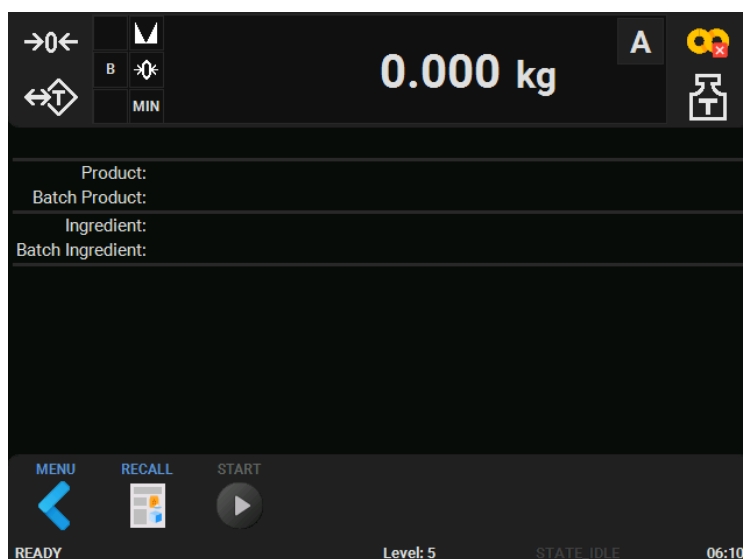 →0←
B →0←
MIN
0.000 kg
A
T
T
Product:
Batch Product:
Ingredient:
Batch Ingredient:
MENU RECALL START
READY Level: 5 STATE_IDLE 06:10